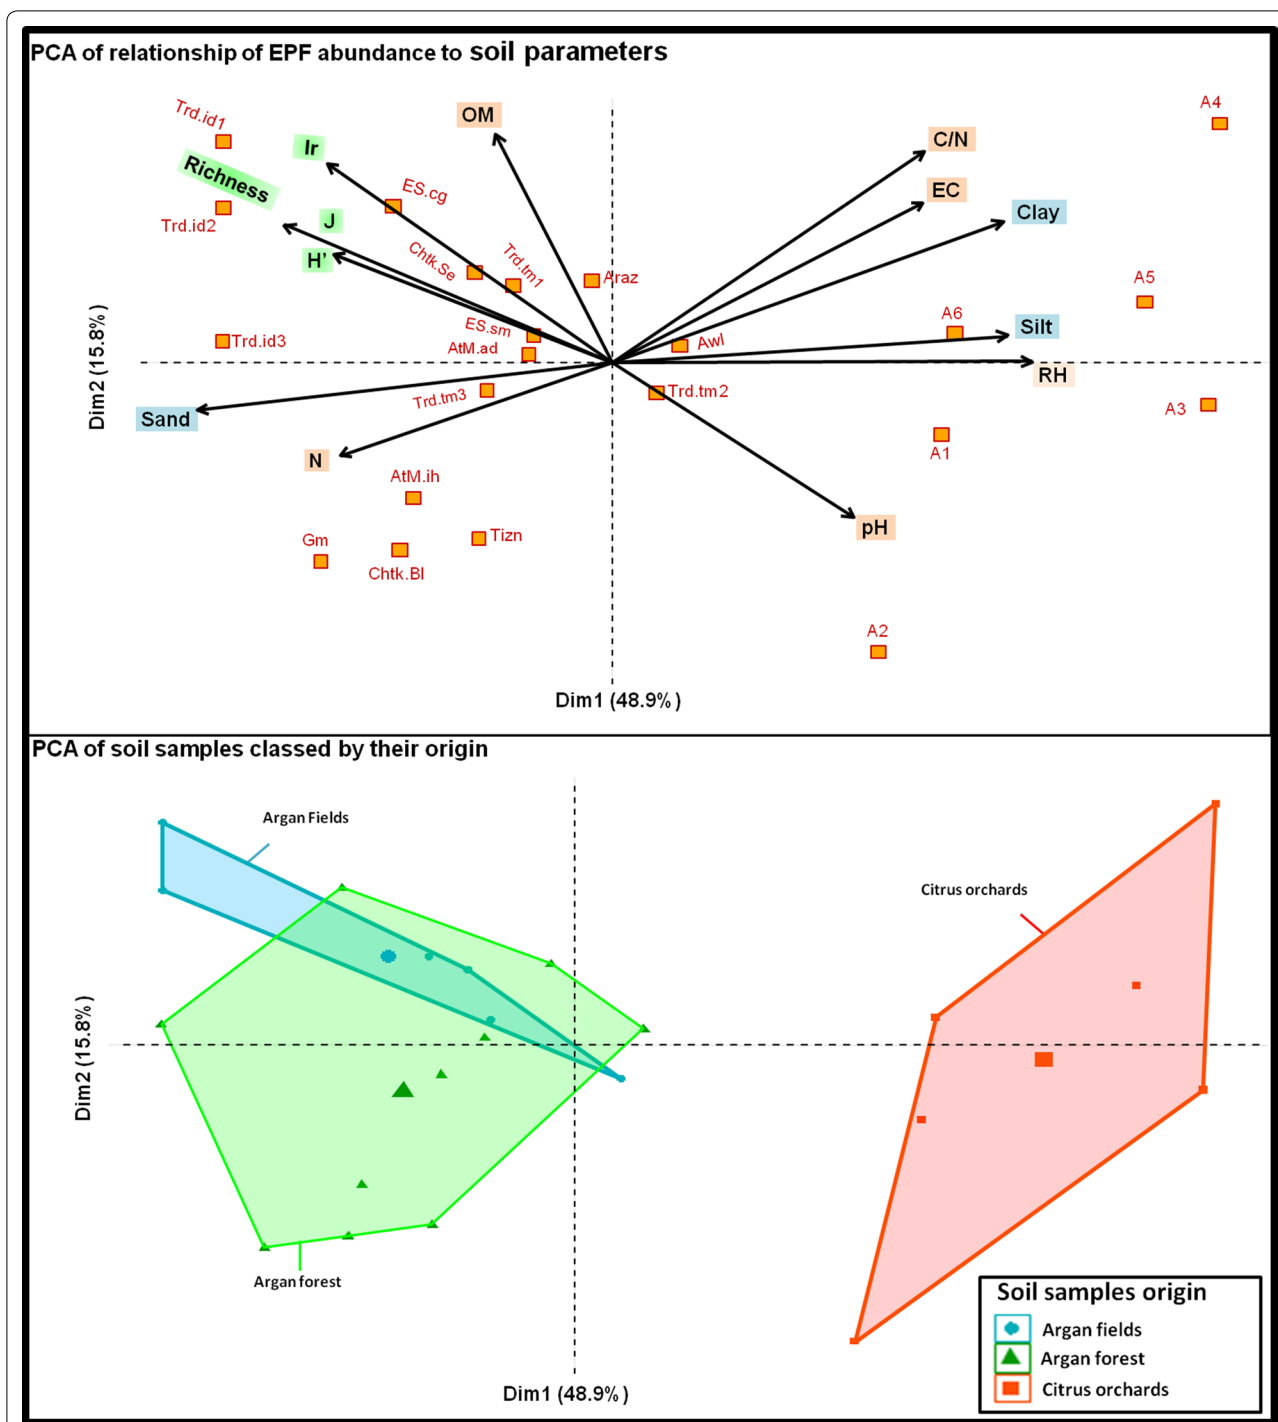 PCA of relationship of EPF abundance to soil parameters
A4
Trd.id1
OM
C/N
Ir
Richness
ES.cg
EC
J
Clay
Trd.id2
H'
Chtk.Se
Trd.tm1
Araz
A5
A6
Silt
ES.sm
Trd.id3
AtM.ad
Awl
RH
Trd.tm3
Trd.tm2
A3
Sand
A1
N
AtM.ih
pH
Gm
Tizn
Chtk.Bl
A2
Dim2 (15.8%)
Dim1 (48.9%)
PCA of soil samples classed by their origin
Argan Fields
Citrus orchards
Dim2 (15.8%)
Argan forest
Dim1 (48.9%)
Soil samples origin
Argan fields
Argan forest
Citrus orchards